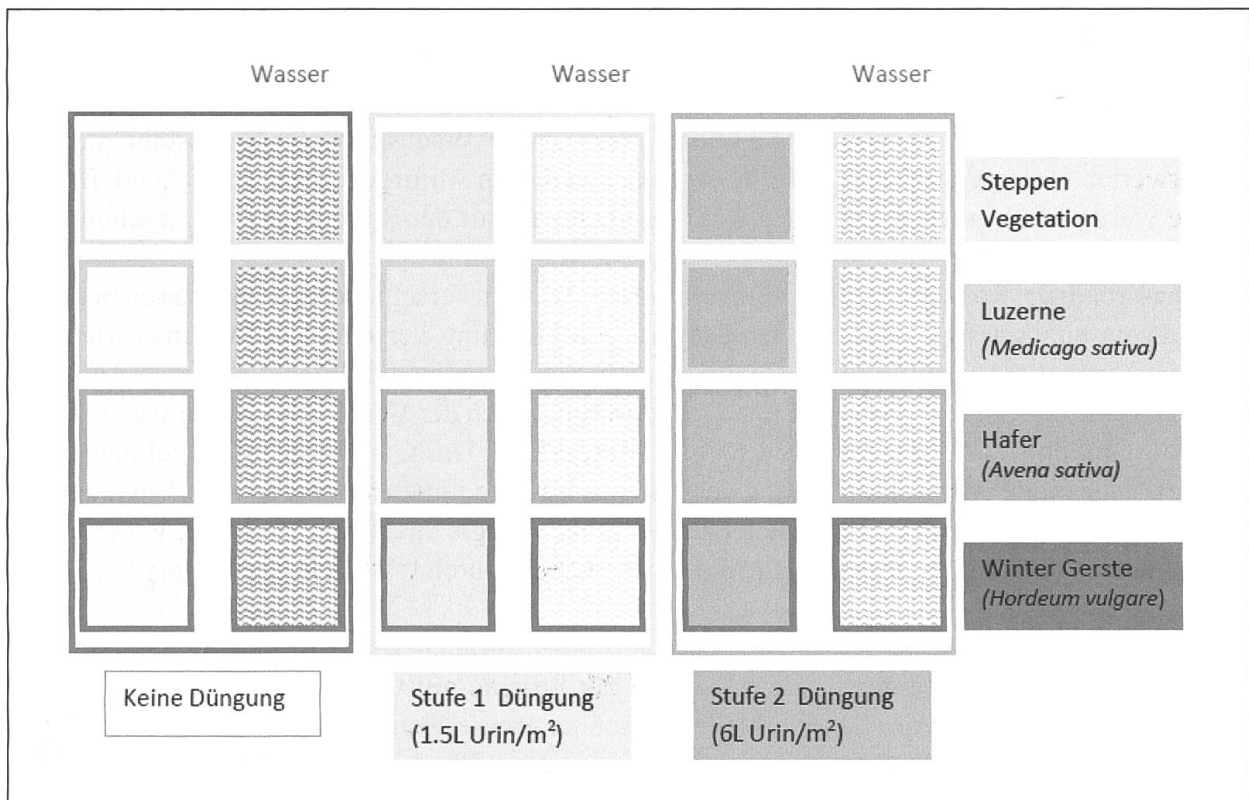 Wasser Wasser Wasser
Steppen
Vegetation
Luzerne
(Medicago sativa)
Hafer
(Avena sativa)
Winter Gerste
(Hordeum vulgare)
Keine Düngung
Stufe 1 Düngung
(1.5L Urin/m²)
Stufe 2 Düngung
(6L Urin/m²)